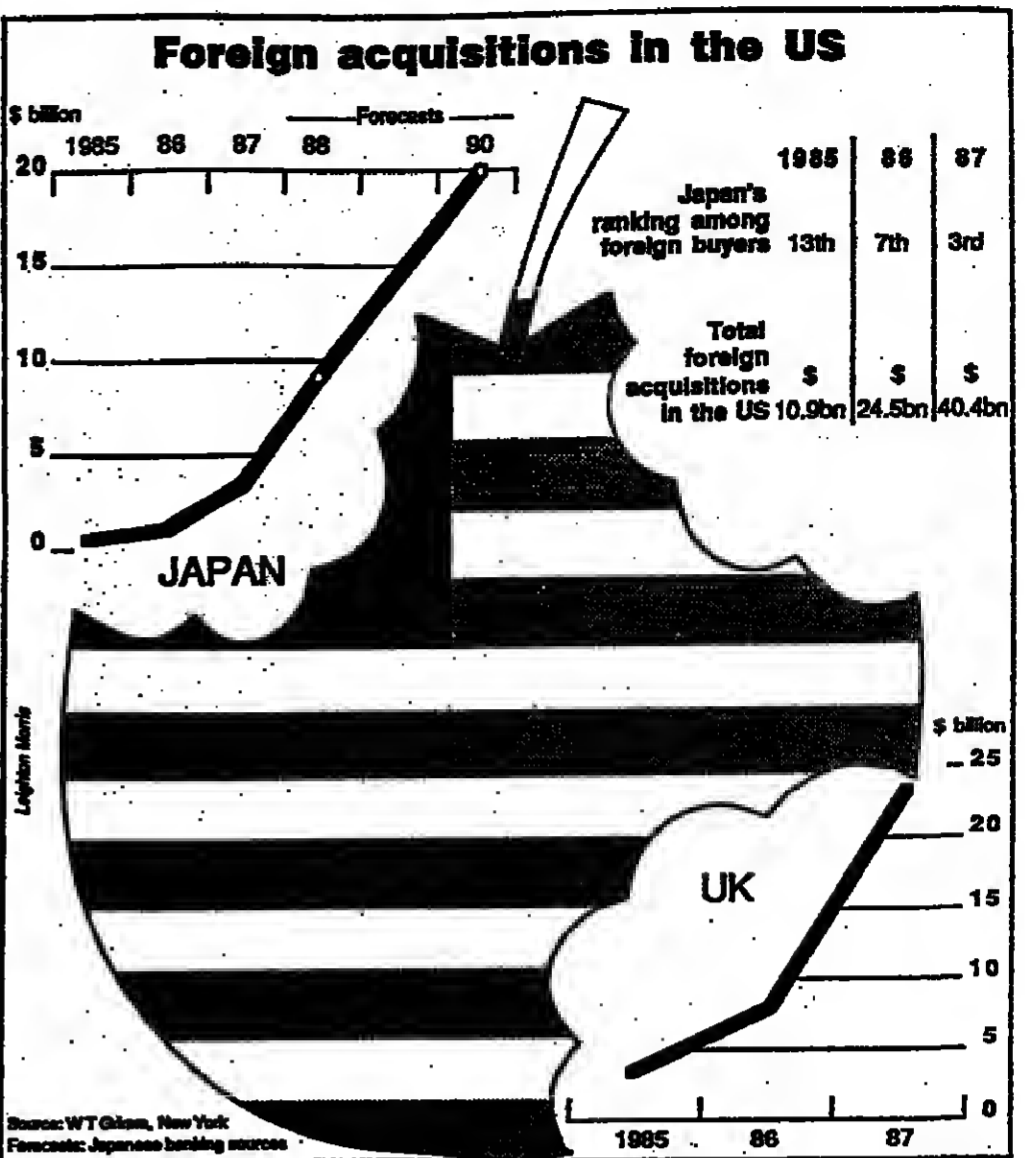 Foreign acquisitions in the US
$ billion
Forecasts
1985 86 87 88 90
20
15
10
5
0
JAPAN
1985 86 87
Japan's
ranking among
foreign buyers 13th 7th 3rd
Total
foreign
acquisitions $ $ $
in the US 10.9bn 24.5bn 40.4bn
Leighton Morris
$ billion
25
20
15
10
5
0
UK
1985 86 87
Source: W T, New York
Forecasts: Japanese banking sources